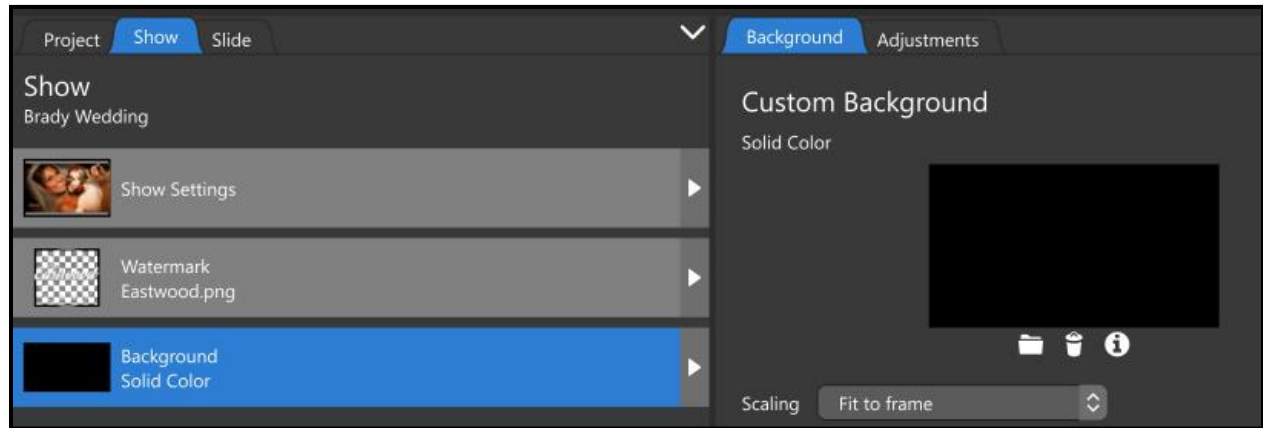 Project
Show
Slide
Show
Brady Wedding
Show Settings
Watermark
Eastwood.png
Background
Solid Color
Background
Adjustments
Custom Background
Solid Color
Scaling
Fit to frame